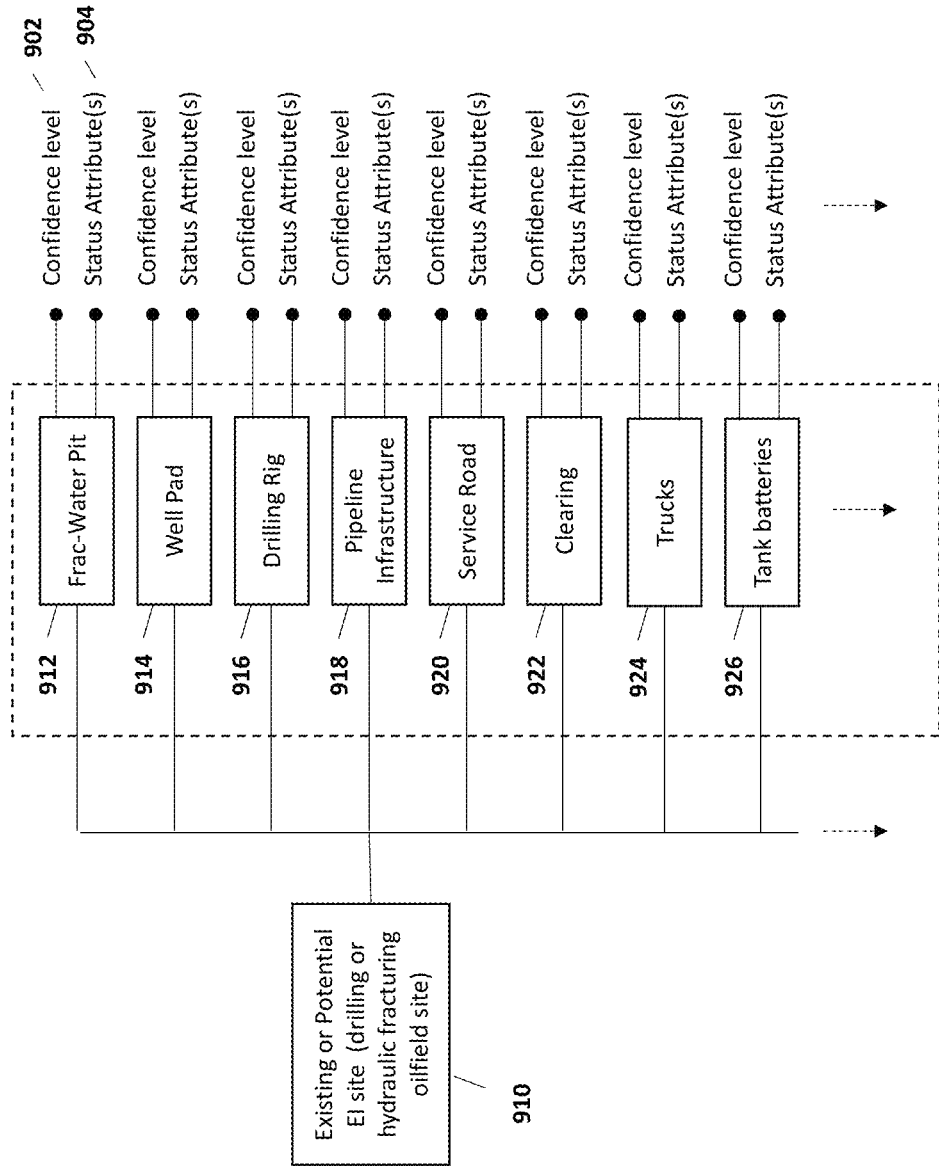 902
904
Confidence level
Status Attribute(s)
Confidence level
Status Attribute(s)
Confidence level
Status Attribute(s)
Confidence level
Status Attribute(s)
Confidence level
Status Attribute(s)
Confidence level
Status Attribute(s)
Confidence level
Status Attribute(s)
Confidence level
Status Attribute(s)
Frac-Water Pit
Well Pad
Drilling Rig
Pipeline
Infrastructure
Service Road
Clearing
Trucks
Tank batteries
912
914
916
918
920
922
924
926
Existing or Potential
EI site (drilling or
hydraulic fracturing
oilfield site)
910